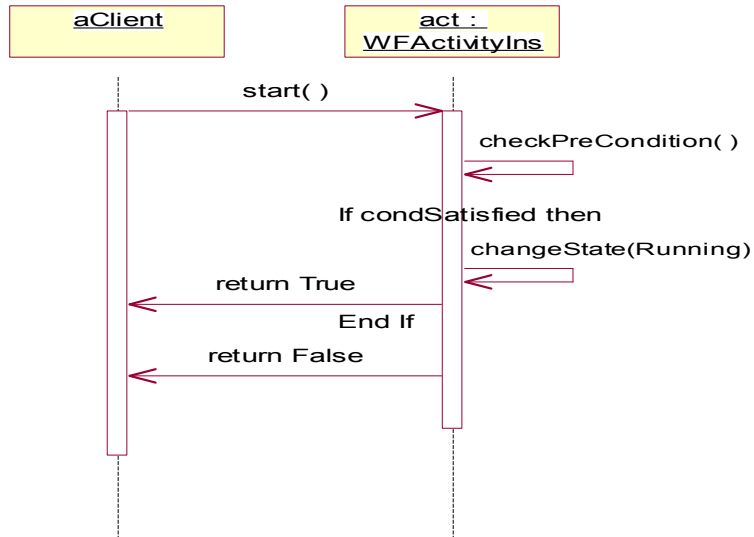 aClient
act :
WFActivityIns
start( )
checkPreCondition( )
If condSatisfied then
changeState(Running)
return True
End If
return False